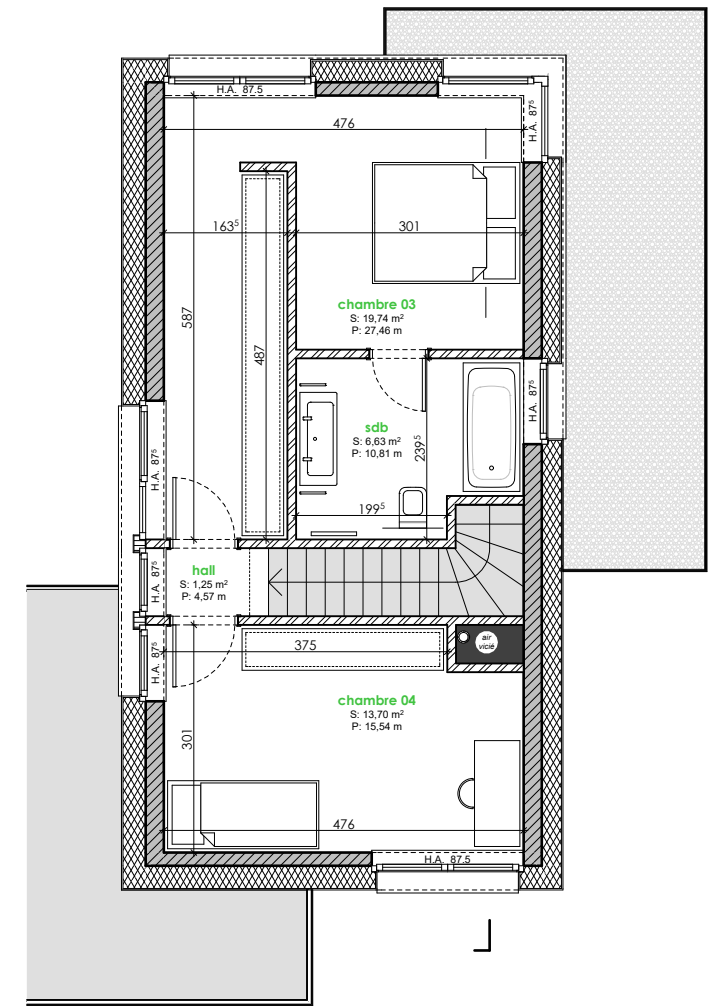 H.A. 87.5
H.A. 87⁵
476
163⁵
301
587
487
chambre 03
S: 19,74 m²
P: 27,46 m
H.A. 87⁵
sdb
S: 6,63 m²
P: 10,81 m
239⁵
H.A. 87⁵
199⁵
hall
S: 1,25 m²
P: 4,57 m
H.A. 87⁵
air
vicié
375
H.A. 87⁵
chambre 04
S: 13,70 m²
P: 15,54 m
301
476
H.A. 87.5